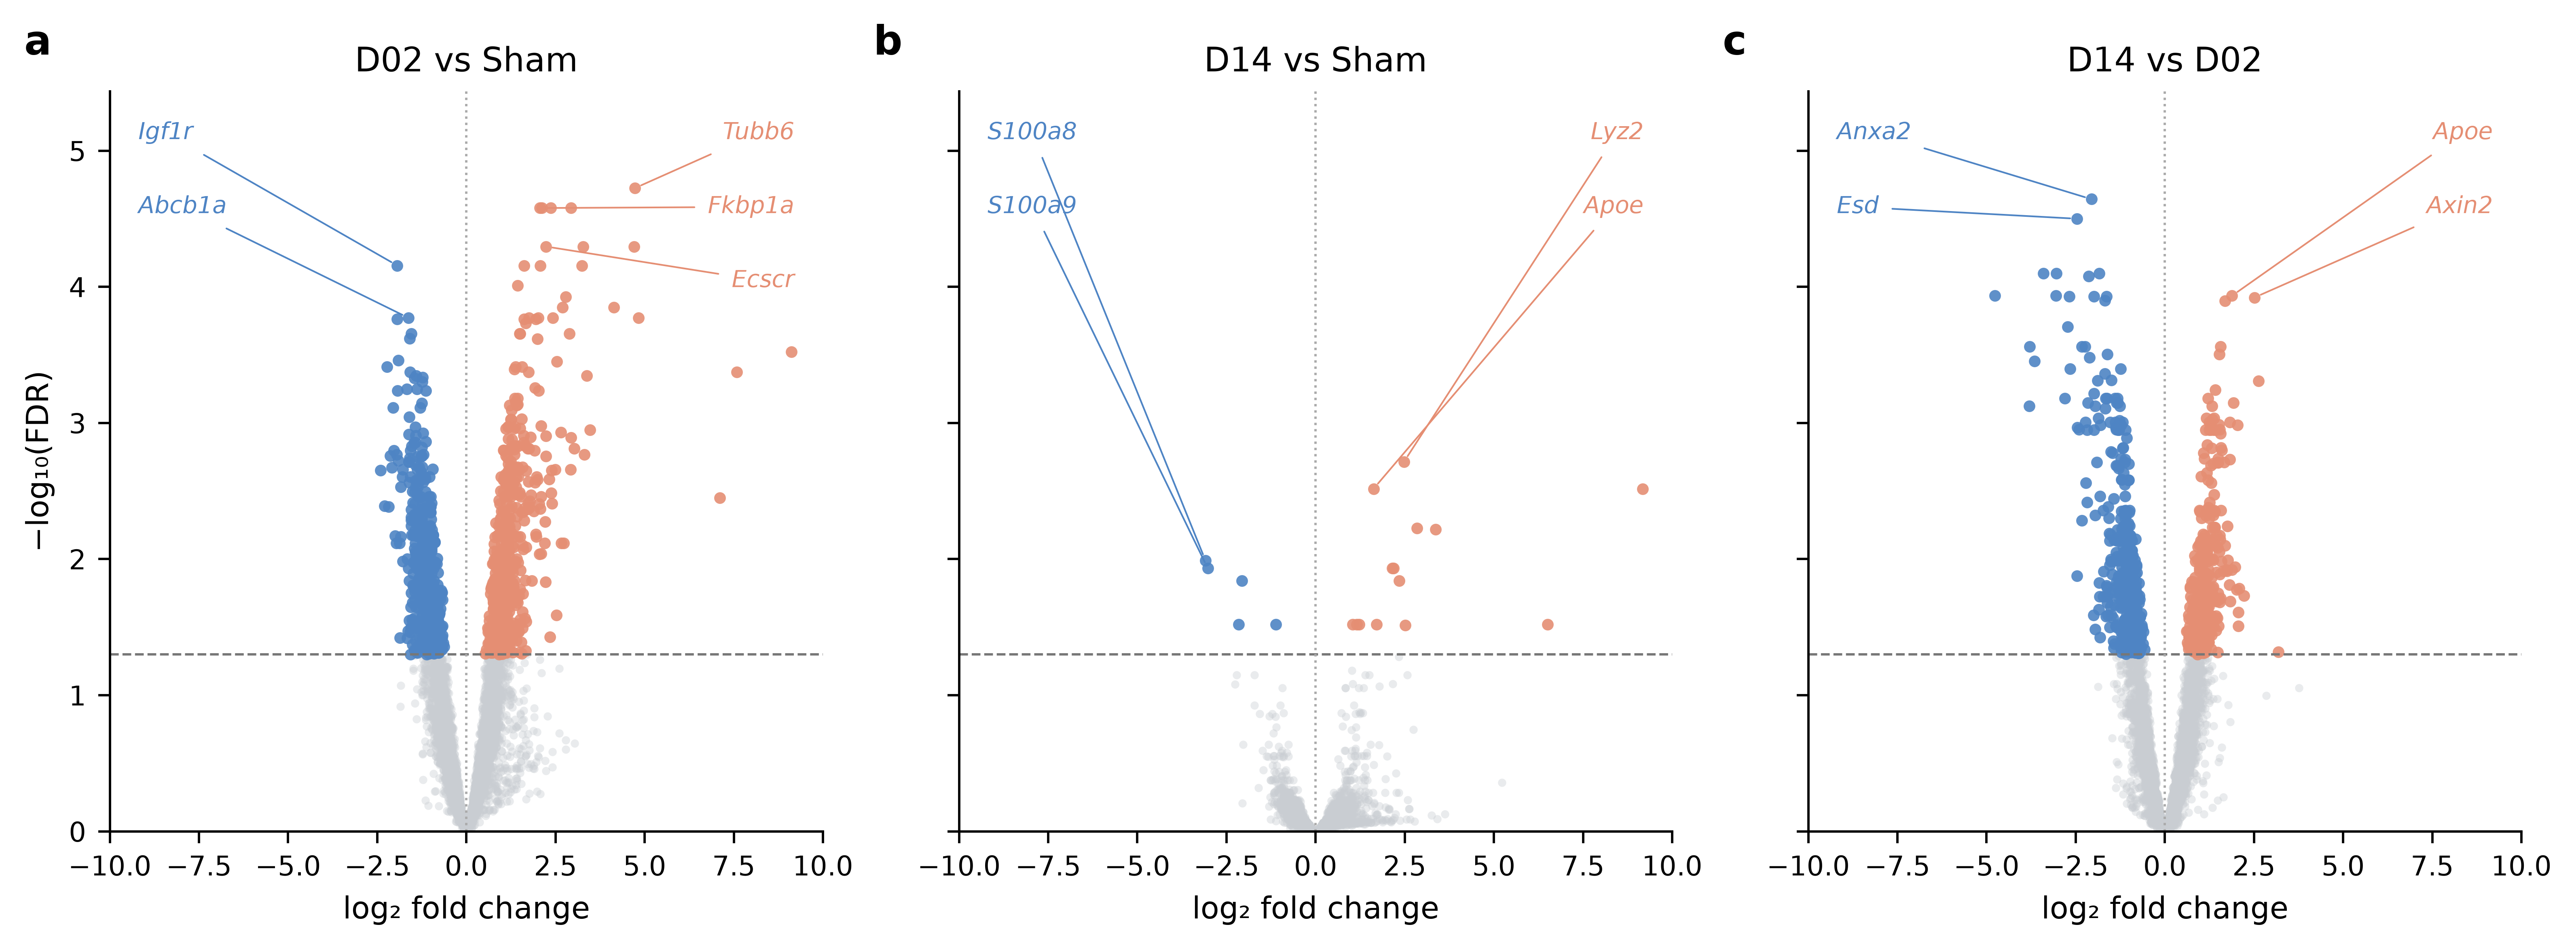 a
D02 vs Sham
−log₁₀(FDR)
5
4
3
2
1
0
Igf1r
Abcb1a
Tubb6
Fkbp1a
Ecscr
−10.0 −7.5 −5.0 −2.5 0.0 2.5 5.0 7.5 10.0
log₂ fold change
b
D14 vs Sham
S100a8
S100a9
Lyz2
Apoe
−10.0 −7.5 −5.0 −2.5 0.0 2.5 5.0 7.5 10.0
log₂ fold change
c
D14 vs D02
Anxa2
Esd
Apoe
Axin2
−10.0 −7.5 −5.0 −2.5 0.0 2.5 5.0 7.5 10.0
log₂ fold change